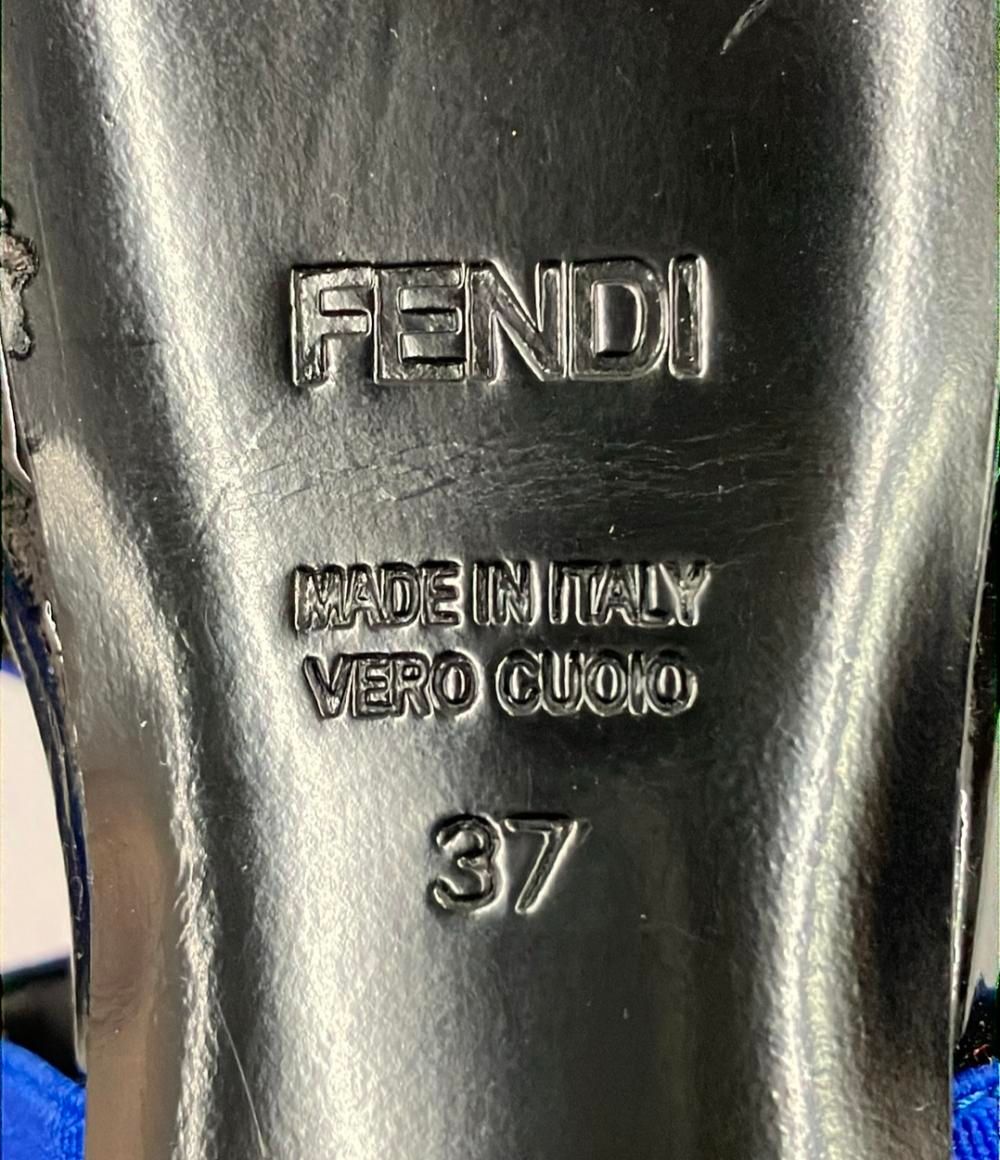 FENDI
MADE IN ITALY
VERO CUOIO
37